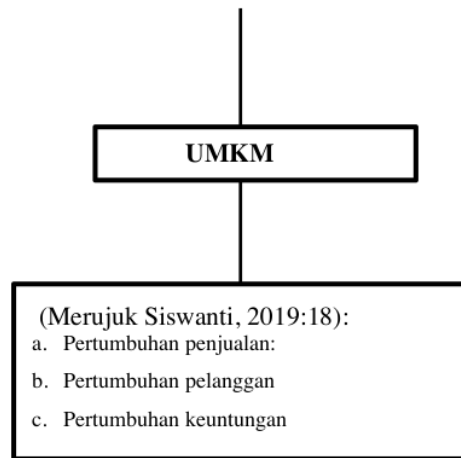 UMKM
(Merujuk Siswanti, 2019:18):
a. Pertumbuhan penjualan:
b. Pertumbuhan pelanggan
c. Pertumbuhan keuntungan